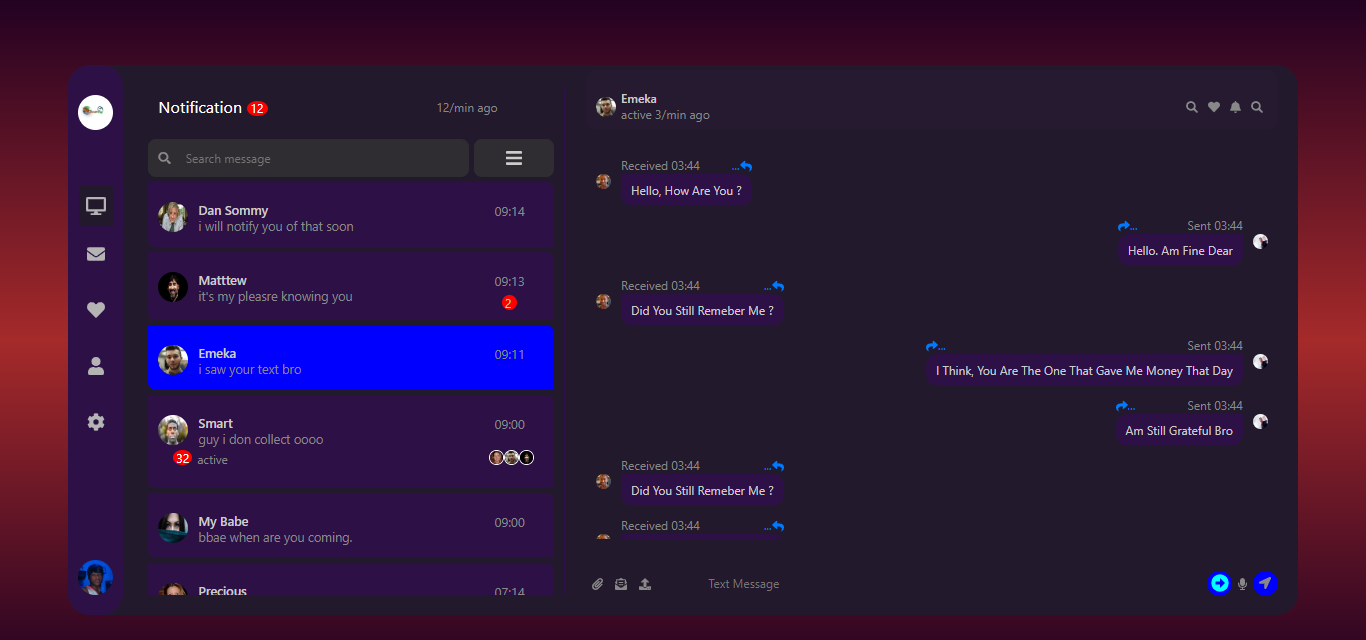 Notification 12
12/min ago
Search message
Dan Sommy
09:14
i will notify you of that soon
Matttew
09:13
it's my pleasre knowing you
2
Emeka
09:11
i saw your text bro
Smart
09:00
guy i don collect oooo
32 active
My Babe
09:00
bbae when are you coming.
Precious
07:14
Emeka
active 3/min ago
Received 03:44 ...
Hello, How Are You ?
... Sent 03:44
Hello. Am Fine Dear
Received 03:44 ...
Did You Still Remeber Me ?
... Sent 03:44
I Think, You Are The One That Gave Me Money That Day
... Sent 03:44
Am Still Grateful Bro
Received 03:44 ...
Did You Still Remeber Me ?
Received 03:44 ...
Text Message